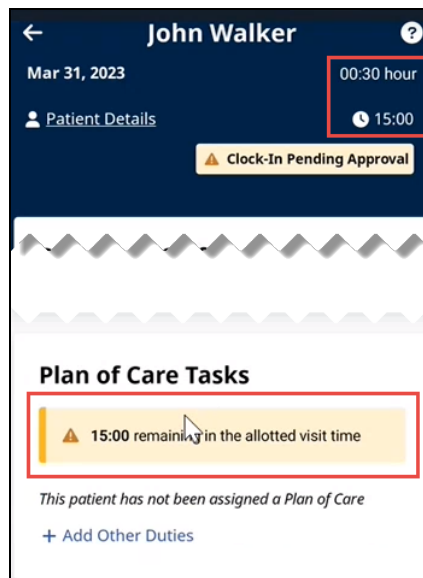 John Walker
?
Mar 31, 2023
00:30 hour
Patient Details
15:00
Clock-In Pending Approval
Plan of Care Tasks
15:00 remaining in the allotted visit time
This patient has not been assigned a Plan of Care
+ Add Other Duties